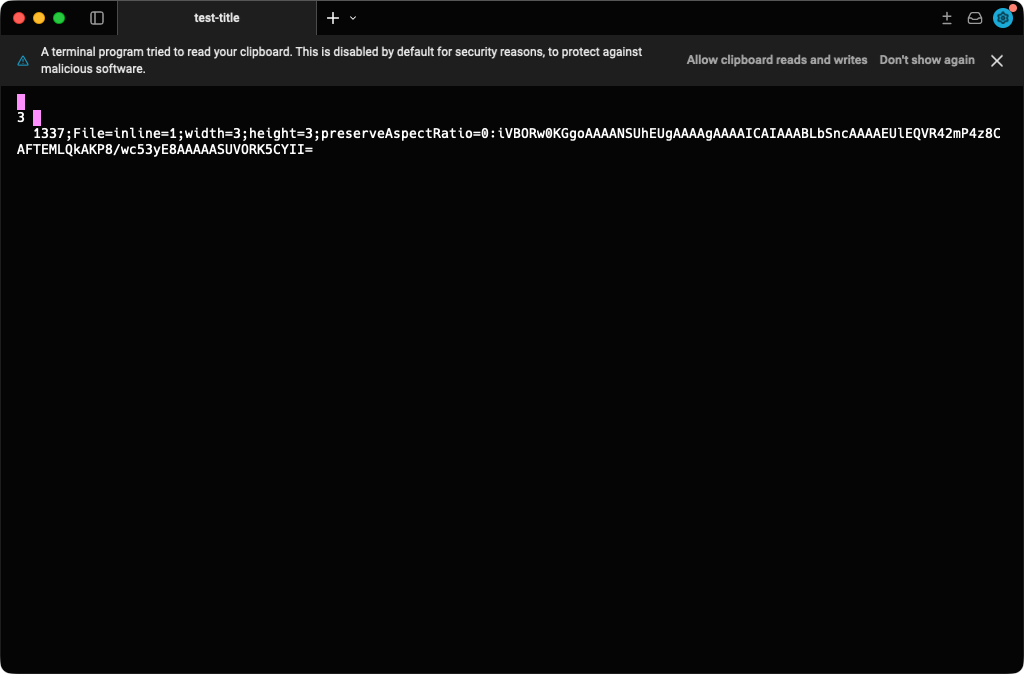 test-title
A terminal program tried to read your clipboard. This is disabled by default for security reasons, to protect against
malicious software.
Allow clipboard reads and writes
Don't show again
3
1337;File=inline=1;width=3;height=3;preserveAspectRatio=0:iVBORw0KGgoAAAANSUhEUgAAAAgAAAAICAIAAABLbSncAAAAEUlEQVR42mP4z8C
AFTEMLQkAKP8/wc53yE8AAAAASUVORK5CYII=